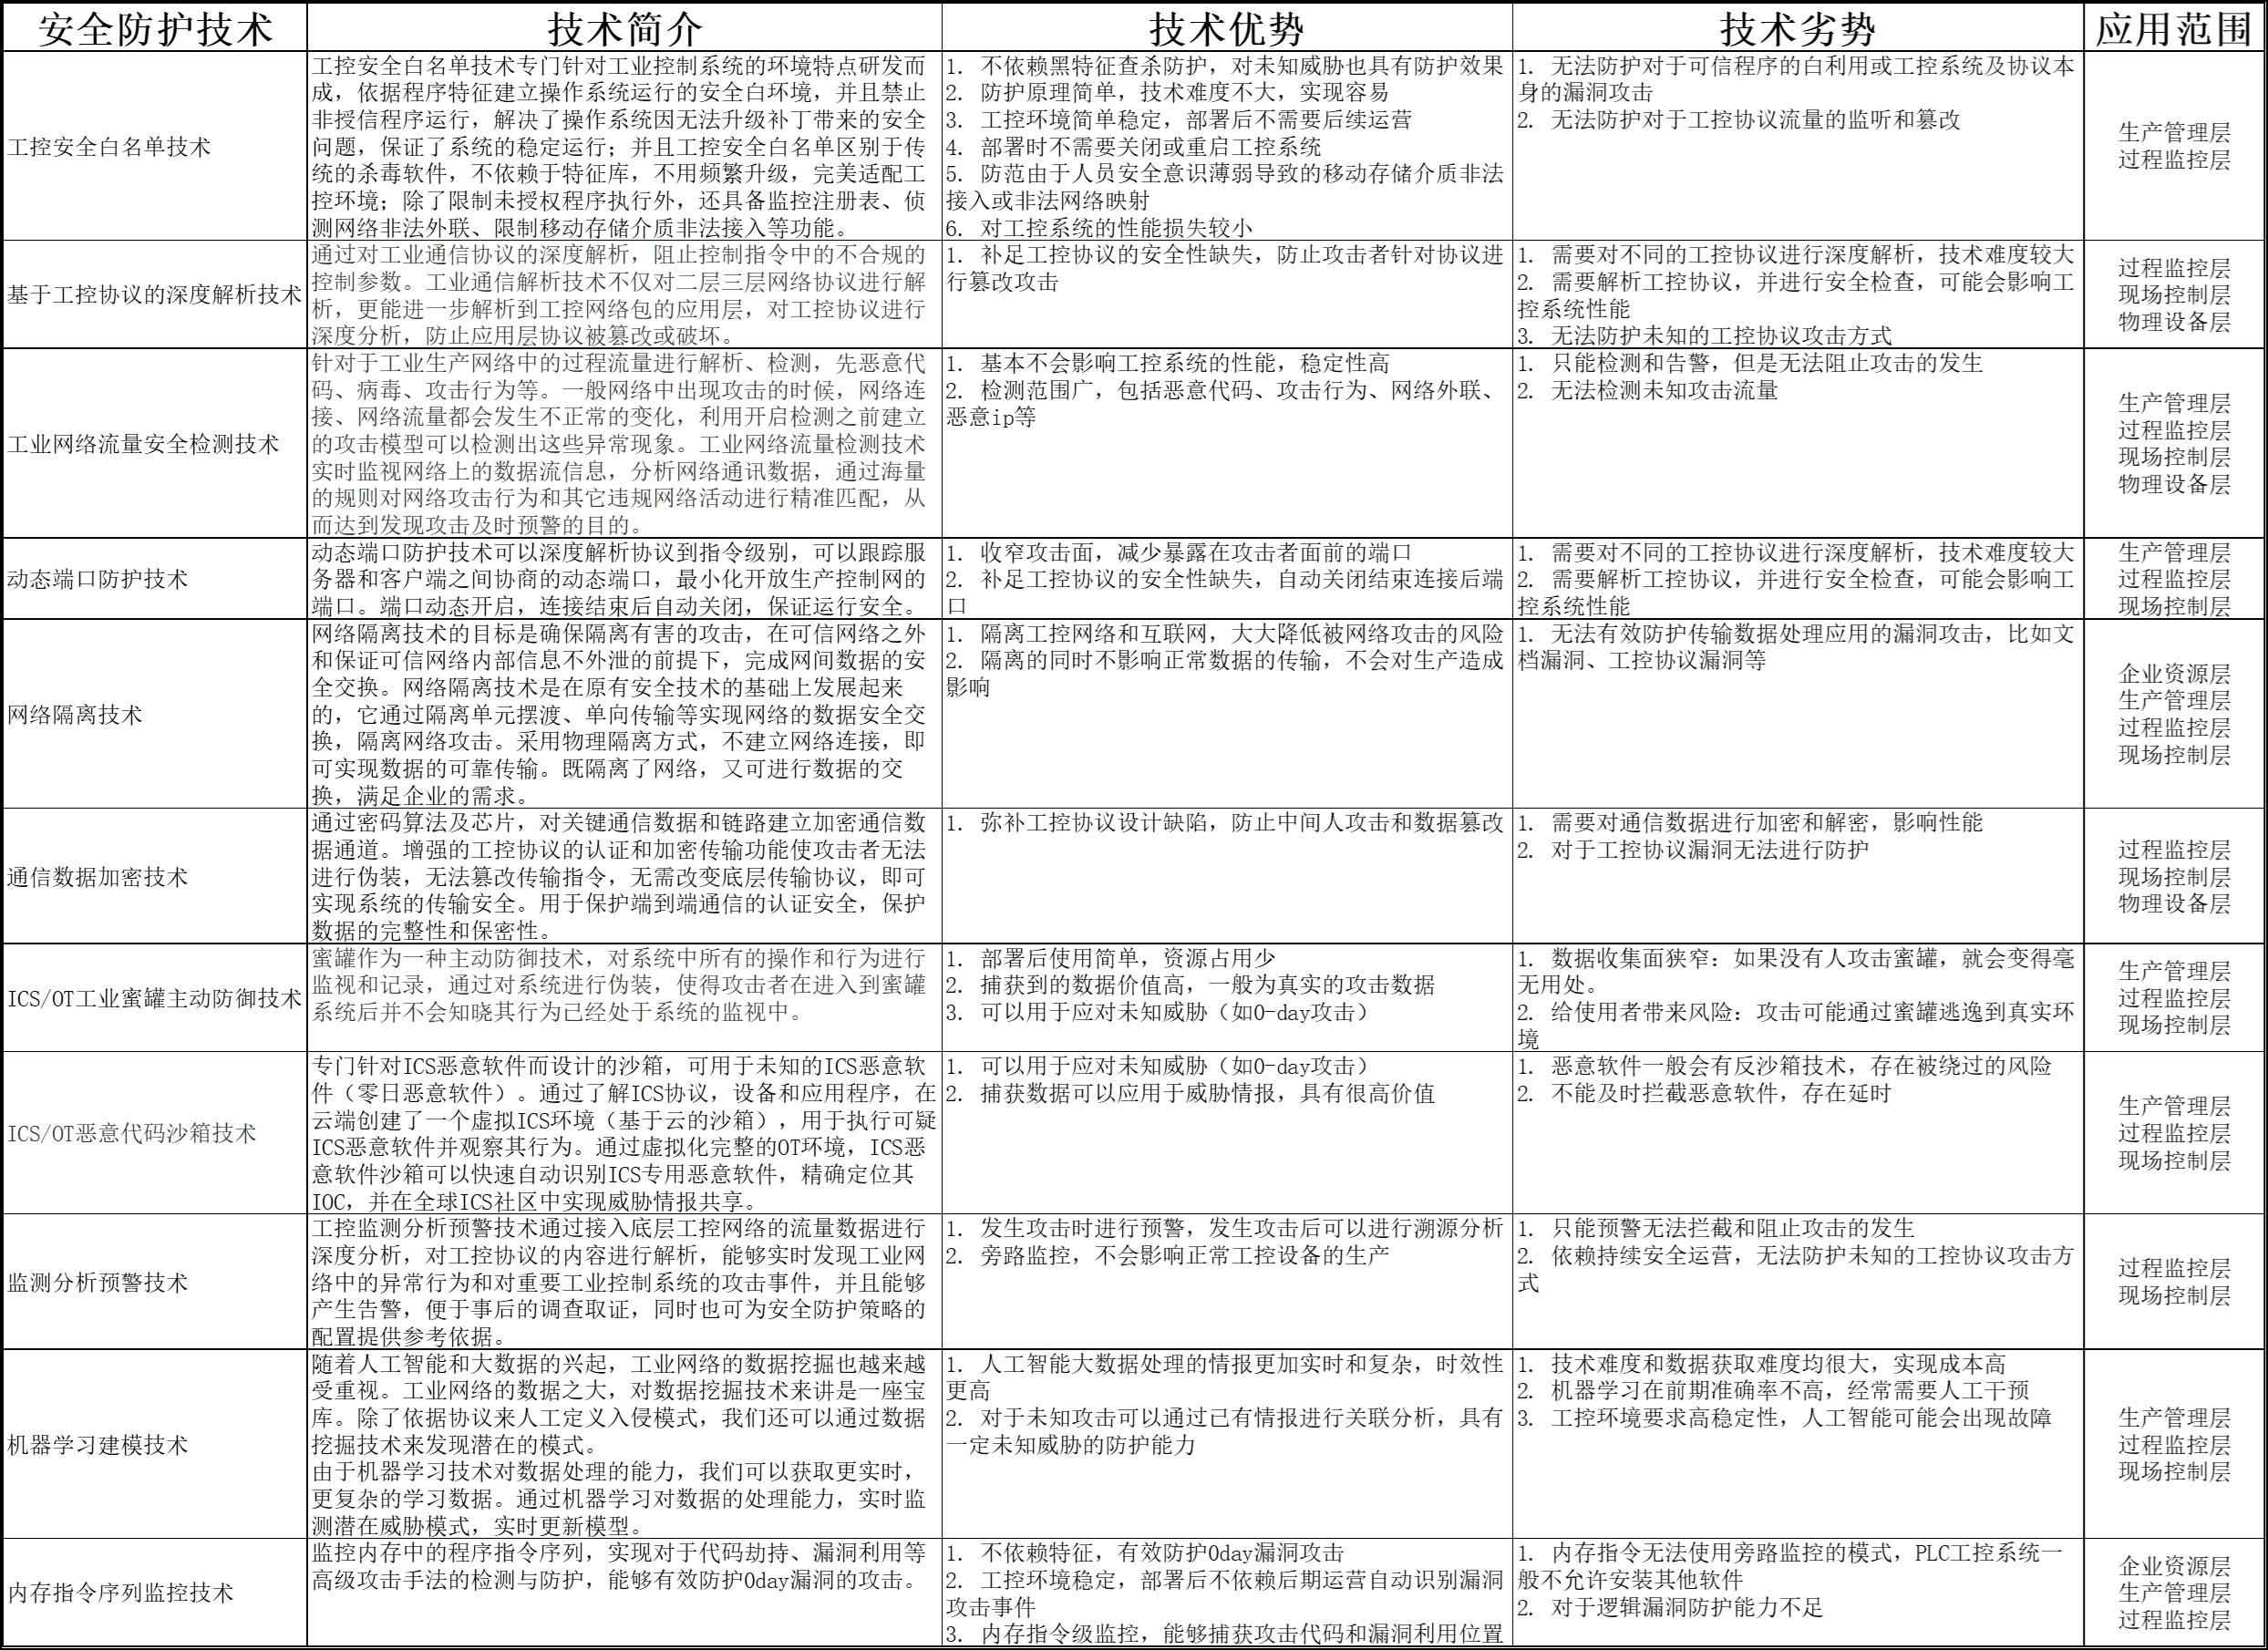 安全防护技术
技术简介
技术优势
技术劣势
应用范围
工控安全白名单技术
工控安全白名单技术专门针对工业控制系统的环境特点研发而
成，依据程序特征建立操作系统运行的安全白环境，并且禁止
非授信程序运行，解决了操作系统因无法升级补丁带来的安全
问题，保证了系统的稳定运行；并且工控安全白名单区别于传
统的杀毒软件，不依赖于特征库，不用频繁升级，完美适配工
控环境；除了限制未授权程序执行外，还具备监控注册表、侦
测网络非法外联、限制移动存储介质非法接入等功能。
1. 不依赖黑特征查杀防护，对未知威胁也具有防护效果
2. 防护原理简单，技术难度不大，实现容易
3. 工控环境简单稳定，部署后不需要后续运营
4. 部署时不需要关闭或重启工控系统
5. 防范由于人员安全意识薄弱导致的移动存储介质非法
接入或非法网络映射
6. 对工控系统的性能损失较小
1. 无法防护对于可信程序的白利用或工控系统及协议本
身的漏洞攻击
2. 无法防护对于工控协议流量的监听和篡改
生产管理层
过程监控层
基于工控协议的深度解析技术
通过对工业通信协议的深度解析，阻止控制指令中的不合规的
控制参数。工业通信解析技术不仅对二层三层网络协议进行解
析，更能进一步解析到工控网络包的应用层，对工控协议进行
深度分析，防止应用层协议被篡改或破坏。
1. 补足工控协议的安全性缺失，防止攻击者针对协议进
行篡改攻击
1. 需要对不同的工控协议进行深度解析，技术难度较大
2. 需要解析工控协议，并进行安全检查，可能会影响工
控系统性能
3. 无法防护未知的工控协议攻击方式
过程监控层
现场控制层
物理设备层
工业网络流量安全检测技术
针对于工业生产网络中的过程流量进行解析、检测，先恶意代
码、病毒、攻击行为等。一般网络中出现攻击的时候，网络连
接、网络流量都会发生不正常的变化，利用开启检测之前建立
的攻击模型可以检测出这些异常现象。工业网络流量检测技术
实时监视网络上的数据流信息，分析网络通讯数据，通过海量
的规则对网络攻击行为和其它违规网络活动进行精准匹配，从
而达到发现攻击及时预警的目的。
1. 基本不会影响工控系统的性能，稳定性高
2. 检测范围广，包括恶意代码、攻击行为、网络外联、
恶意ip等
1. 只能检测和告警，但是无法阻止攻击的发生
2. 无法检测未知攻击流量
生产管理层
过程监控层
现场控制层
物理设备层
动态端口防护技术
动态端口防护技术可以深度解析协议到指令级别，可以跟踪服
务器和客户端之间协商的动态端口，最小化开放生产控制网的
端口。端口动态开启，连接结束后自动关闭，保证运行安全。
1. 收窄攻击面，减少暴露在攻击者面前的端口
2. 补足工控协议的安全性缺失，自动关闭结束连接后端
口
1. 需要对不同的工控协议进行深度解析，技术难度较大
2. 需要解析工控协议，并进行安全检查，可能会影响工
控系统性能
生产管理层
过程监控层
现场控制层
网络隔离技术
网络隔离技术的目标是确保隔离有害的攻击，在可信网络之外
和保证可信网络内部信息不外泄的前提下，完成网间数据的安
全交换。网络隔离技术是在原有安全技术的基础上发展起来
的，它通过隔离单元摆渡、单向传输等实现网络的数据安全交
换，隔离网络攻击。采用物理隔离方式，不建立网络连接，即
可实现数据的可靠传输。既隔离了网络，又可进行数据的交
换，满足企业的需求。
1. 隔离工控网络和互联网，大大降低被网络攻击的风险
2. 隔离的同时不影响正常数据的传输，不会对生产造成
影响
1. 无法有效防护传输数据处理应用的漏洞攻击，比如文
档漏洞、工控协议漏洞等
企业资源层
生产管理层
过程监控层
现场控制层
通信数据加密技术
通过密码算法及芯片，对关键通信数据和链路建立加密通信数
据通道。增强的工控协议的认证和加密传输功能使攻击者无法
进行伪装，无法篡改传输指令，无需改变底层传输协议，即可
实现系统的传输安全。用于保护端到端通信的认证安全，保护
数据的完整性和保密性。
1. 弥补工控协议设计缺陷，防止中间人攻击和数据篡改
1. 需要对通信数据进行加密和解密，影响性能
2. 对于工控协议漏洞无法进行防护
过程监控层
现场控制层
物理设备层
ICS/OT工业蜜罐主动防御技术
蜜罐作为一种主动防御技术，对系统中所有的操作和行为进行
监视和记录，通过对系统进行伪装，使得攻击者在进入到蜜罐
系统后并不会知晓其行为已经处于系统的监视中。
1. 部署后使用简单，资源占用少
2. 捕获到的数据价值高，一般为真实的攻击数据
3. 可以用于应对未知威胁（如0-day攻击）
1. 数据收集面狭窄：如果没有人攻击蜜罐，就会变得毫
无用处。
2. 给使用者带来风险：攻击可能通过蜜罐逃逸到真实环
境
生产管理层
过程监控层
现场控制层
ICS/OT恶意代码沙箱技术
专门针对ICS恶意软件而设计的沙箱，可用于未知的ICS恶意软
件（零日恶意软件）。通过了解ICS协议，设备和应用程序，在
云端创建了一个虚拟ICS环境（基于云的沙箱），用于执行可疑
ICS恶意软件并观察其行为。通过虚拟化完整的OT环境，ICS恶
意软件沙箱可以快速自动识别ICS专用恶意软件，精确定位其
IOC，并在全球ICS社区中实现威胁情报共享。
1. 可以用于应对未知威胁（如0-day攻击）
2. 捕获数据可以应用于威胁情报，具有很高价值
1. 恶意软件一般会有反沙箱技术，存在被绕过的风险
2. 不能及时拦截恶意软件，存在延时
生产管理层
过程监控层
现场控制层
监测分析预警技术
工控监测分析预警技术通过接入底层工控网络的流量数据进行
深度分析，对工控协议的内容进行解析，能够实时发现工业网
络中的异常行为和对重要工业控制系统的攻击事件，并且能够
产生告警，便于事后的调查取证，同时也可为安全防护策略的
配置提供参考依据。
1. 发生攻击时进行预警，发生攻击后可以进行溯源分析
2. 旁路监控，不会影响正常工控设备的生产
1. 只能预警无法拦截和阻止攻击的发生
2. 依赖持续安全运营，无法防护未知的工控协议攻击方
式
过程监控层
现场控制层
机器学习建模技术
随着人工智能和大数据的兴起，工业网络的数据挖掘也越来越
受重视。工业网络的数据之大，对数据挖掘技术来讲是一座宝
库。除了依据协议来人工定义入侵模式，我们还可以通过数据
挖掘技术来发现潜在的模式。
由于机器学习技术对数据处理的能力，我们可以获取更实时，
更复杂的学习数据。通过机器学习对数据的处理能力，实时监
测潜在威胁模式，实时更新模型。
1. 人工智能大数据处理的情报更加实时和复杂，时效性
更高
2. 对于未知攻击可以通过已有情报进行关联分析，具有
一定未知威胁的防护能力
1. 技术难度和数据获取难度均很大，实现成本高
2. 机器学习在前期准确率不高，经常需要人工干预
3. 工控环境要求高稳定性，人工智能可能会出现故障
生产管理层
过程监控层
现场控制层
内存指令序列监控技术
监控内存中的程序指令序列，实现对于代码劫持、漏洞利用等
高级攻击手法的检测与防护，能够有效防护0day漏洞的攻击。
1. 不依赖特征，有效防护0day漏洞攻击
2. 工控环境稳定，部署后不依赖后期运营自动识别漏洞
攻击事件
3. 内存指令级监控，能够捕获攻击代码和漏洞利用位置
1. 内存指令无法使用旁路监控的模式，PLC工控系统一
般不允许安装其他软件
2. 对于逻辑漏洞防护能力不足
企业资源层
生产管理层
过程监控层